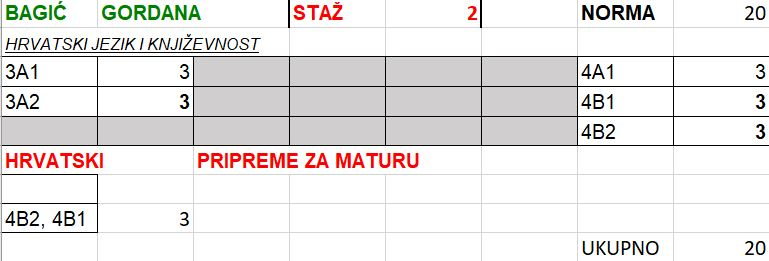 BAGIĆ GORDANA STAŽ 2 NORMA 20
HRVATSKI JEZIK I KNJIŽEVNOST
3A1 3 4A1 3
3A2 3 4B1 3
4B2 3
HRVATSKI PRIPREME ZA MATURU
4B2, 4B1 3
UKUPNO 20